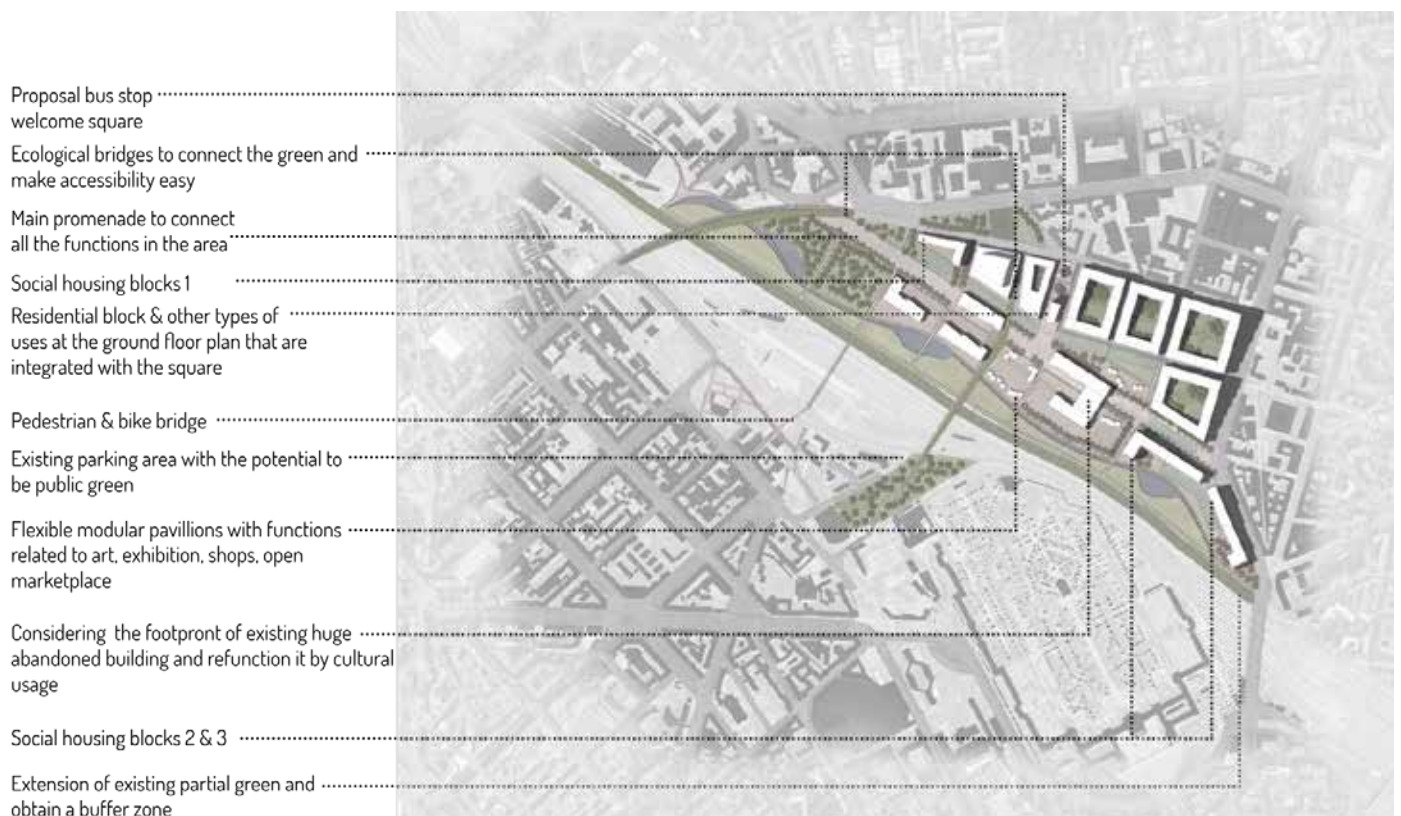 Proposal bus stop
welcome square
Ecological bridges to connect the green and
make accessibility easy
Main promenade to connect
all the functions in the area
Social housing blocks 1
Residential block & other types of
uses at the ground floor plan that are
integrated with the square
Pedestrian & bike bridge
Existing parking area with the potential to
be public green
Flexible modular pavillions with functions
related to art, exhibition, shops, open
marketplace
Considering the footpront of existing huge
abandoned building and refunction it by cultural
usage
Social housing blocks 2 & 3
Extension of existing partial green and
obtain a buffer zone